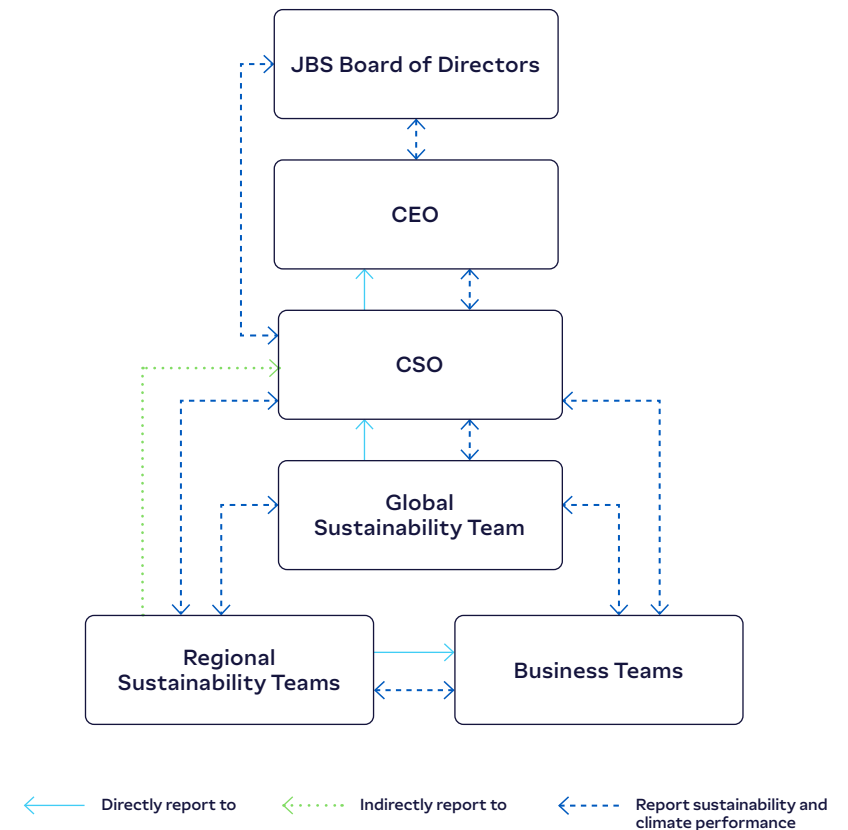 JBS Board of Directors
CEO
CSO
Global
Sustainability Team
Regional
Sustainability Teams
Business Teams
Directly report to
Indirectly report to
Report sustainability and
climate performance